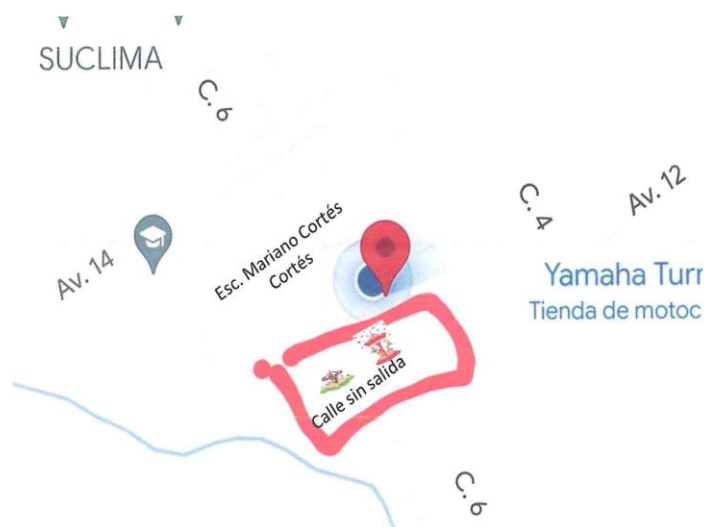 SUCLIMA
C. 6
C. 4
Av. 12
Esc. Mariano Cortés
Cortés
Av. 14
Yamaha Turr
Tienda de motoc
Calle sin salida
C. 6